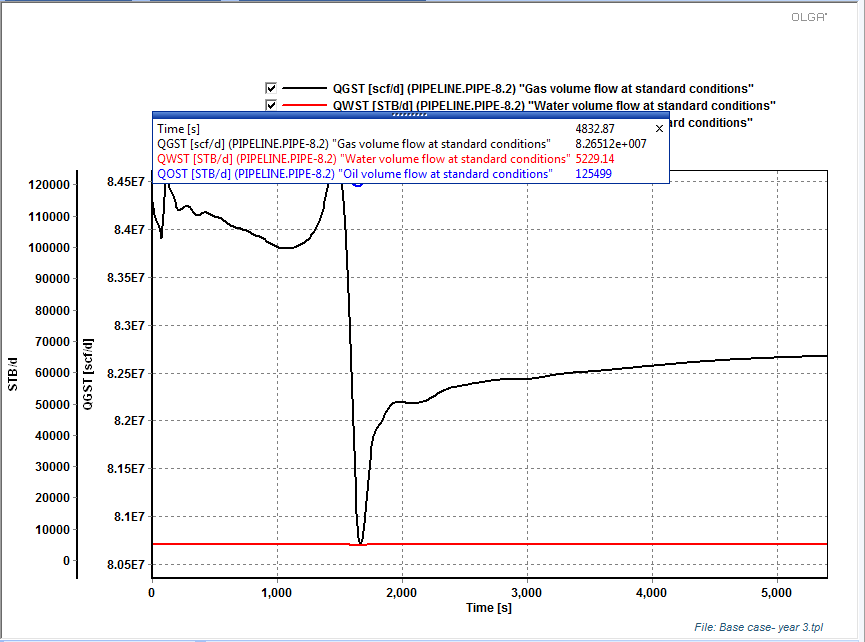 OLGA
QGST [scf/d] (PIPELINE.PIPE-8.2) "Gas volume flow at standard conditions"
QWST [STB/d] (PIPELINE.PIPE-8.2) "Water volume flow at standard conditions"
rd conditions"
Time [s] 4832.87 x
QGST [scf/d] (PIPELINE.PIPE-8.2) "Gas volume flow at standard conditions" 8.26512e+007
QWST [STB/d] (PIPELINE.PIPE-8.2) "Water volume flow at standard conditions" 5229.14
QOST [STB/d] (PIPELINE.PIPE-8.2) "Oil volume flow at standard conditions" 125499
STB/d
120000
110000
100000
90000
80000
70000
60000
50000
40000
30000
20000
10000
0
QGST [scf/d]
8.45E7
8.4E7
8.35E7
8.3E7
8.25E7
8.2E7
8.15E7
8.1E7
8.05E7
0 1,000 2,000 3,000 4,000 5,000
Time [s]
File: Base case- year 3.tpl